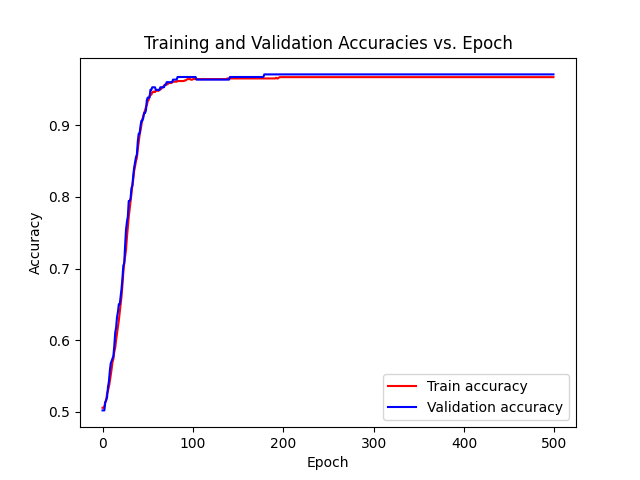 Training and Validation Accuracies vs. Epoch
Accuracy
0.9
0.8
0.7
0.6
0.5
Train accuracy
Validation accuracy
0 100 200 300 400 500
Epoch